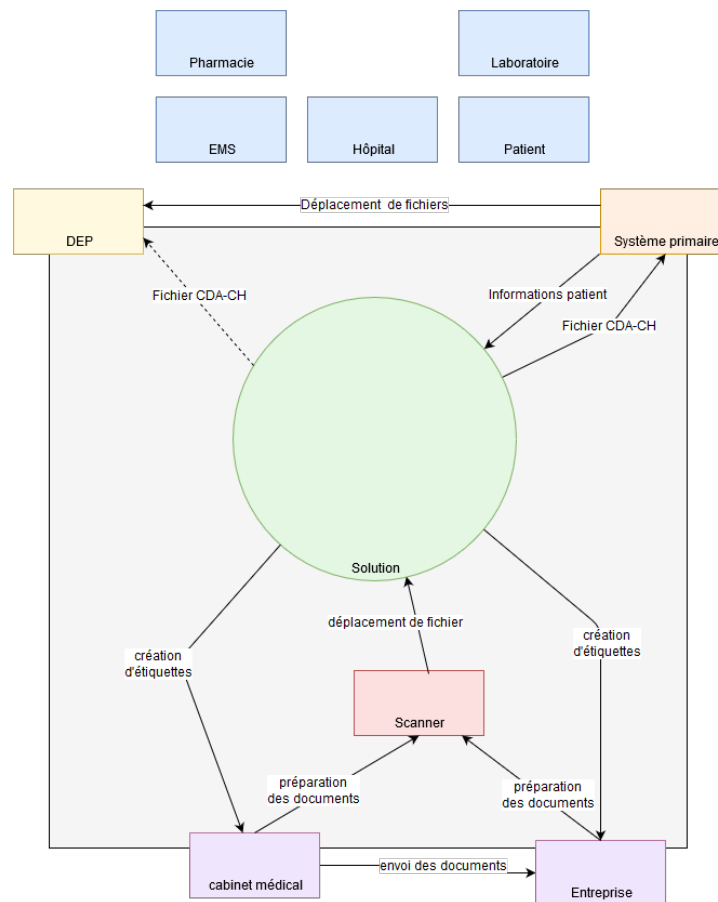 Pharmacie
Laboratoire
EMS
Hôpital
Patient
Déplacement de fichiers
DEP
Système primaire
Fichier CDA-CH
Informations patient
Fichier CDA-CH
Solution
déplacement de fichier
création
d'étiquettes
création
d'étiquettes
Scanner
préparation
des documents
préparation
des documents
cabinet médical
envoi des documents
Entreprise